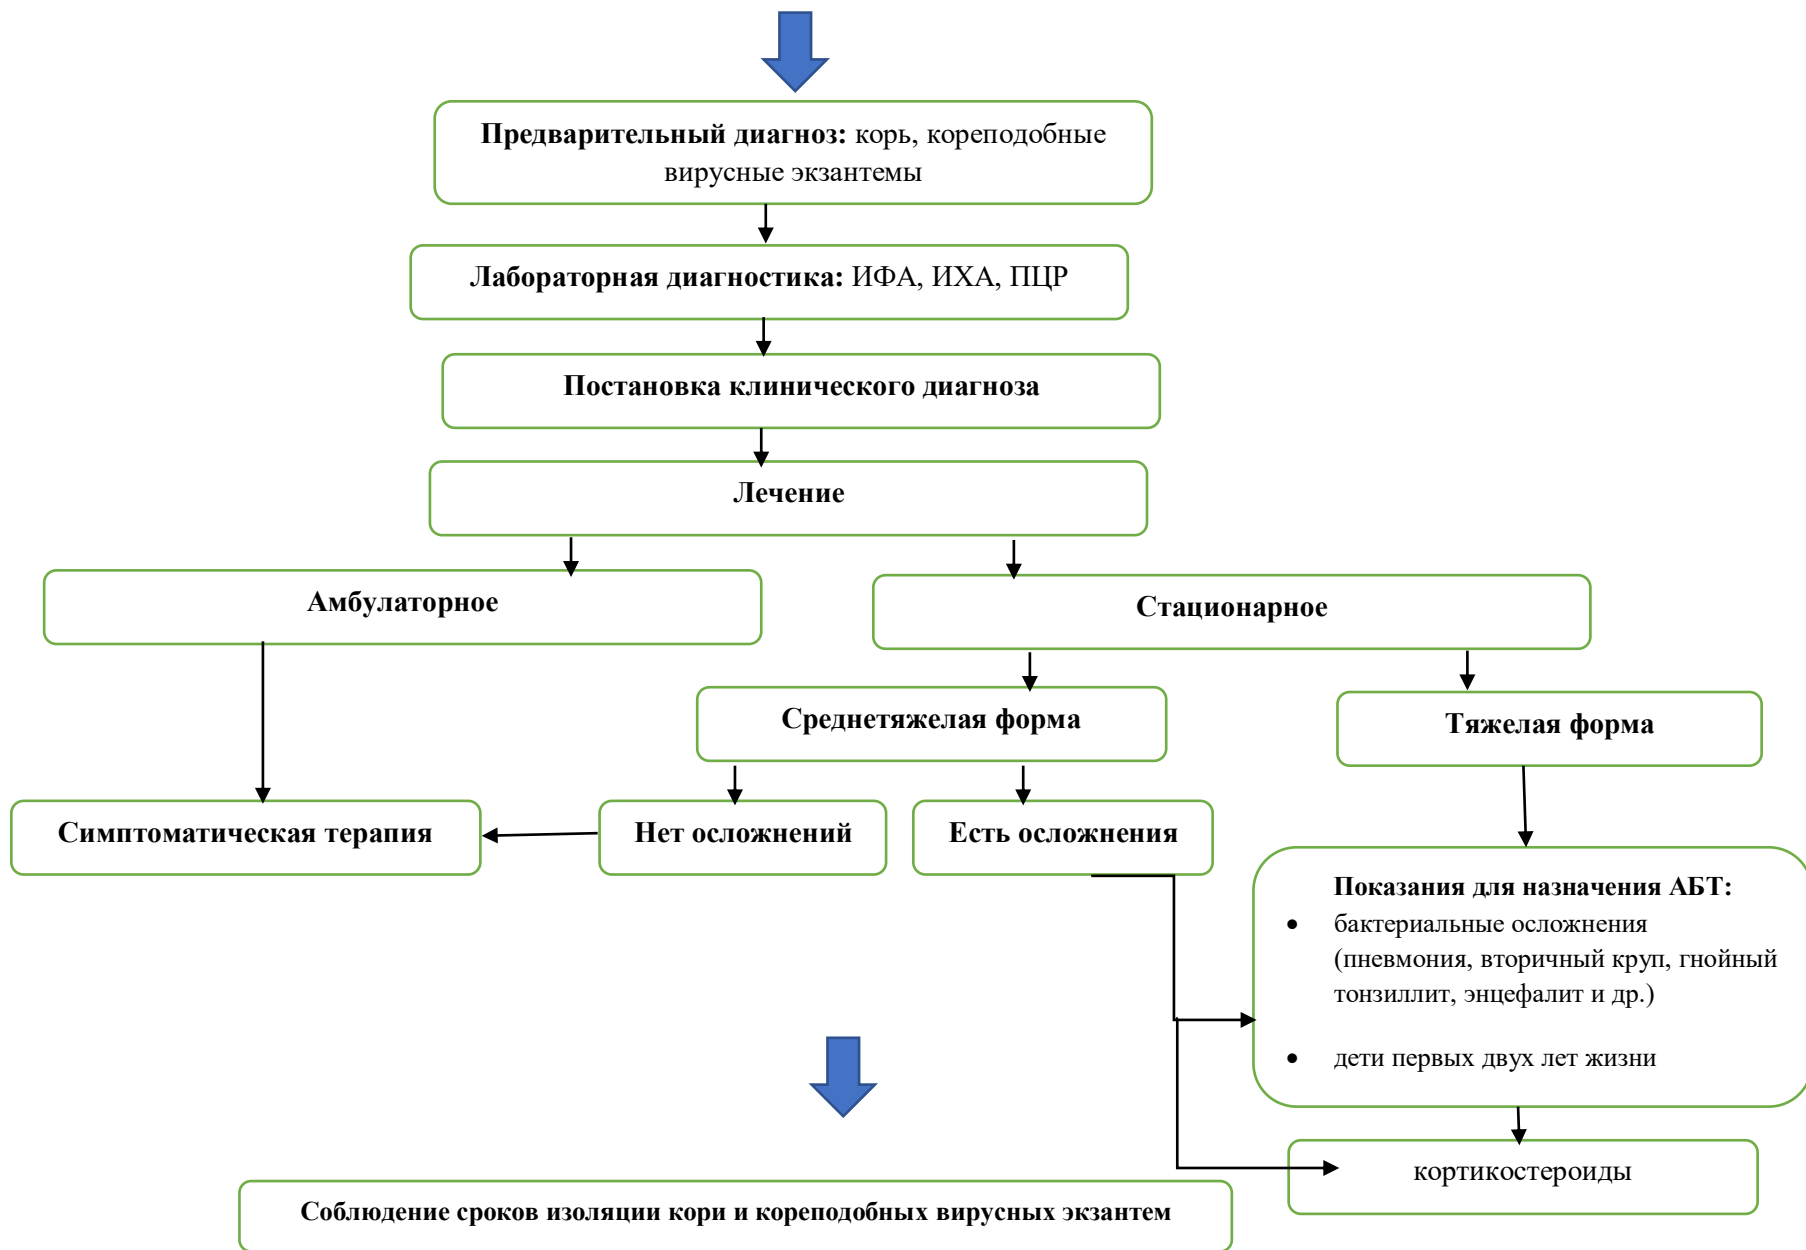 Предварительный диагноз: корь, кореподобные
вирусные экзантемы
Лабораторная диагностика: ИФА, ИХА, ПЦР
Постановка клинического диагноза
Лечение
Амбулаторное
Стационарное
Среднетяжелая форма
Тяжелая форма
Симптоматическая терапия
Нет осложнений
Есть осложнения
Показания для назначения АБТ:
• бактериальные осложнения
(пневмония, вторичный круп, гнойный
тонзиллит, энцефалит и др.)
• дети первых двух лет жизни
кортикостероиды
Соблюдение сроков изоляции кори и кореподобных вирусных экзантем